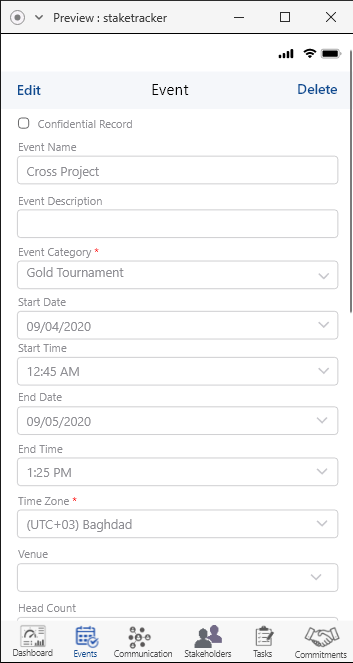 Preview : staketracker
Edit Event Delete
Confidential Record
Event Name
Cross Project
Event Description
Event Category *
Gold Tournament
Start Date
09/04/2020
Start Time
12:45 AM
End Date
09/05/2020
End Time
1:25 PM
Time Zone *
(UTC+03) Baghdad
Venue
Head Count
Dashboard Events Communication Stakeholders Tasks Commitments